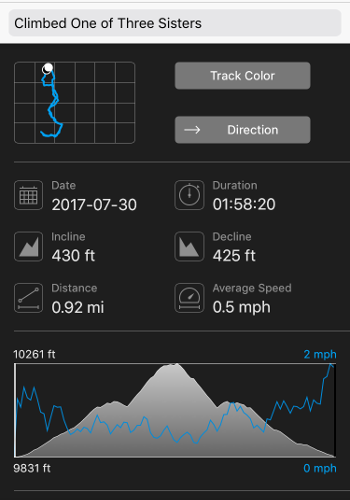 Climbed One of Three Sisters
Track Color
Direction
Date
2017-07-30
Duration
01:58:20
Incline
430 ft
Decline
425 ft
Distance
0.92 mi
Average Speed
0.5 mph
10261 ft
2 mph
9831 ft
0 mph